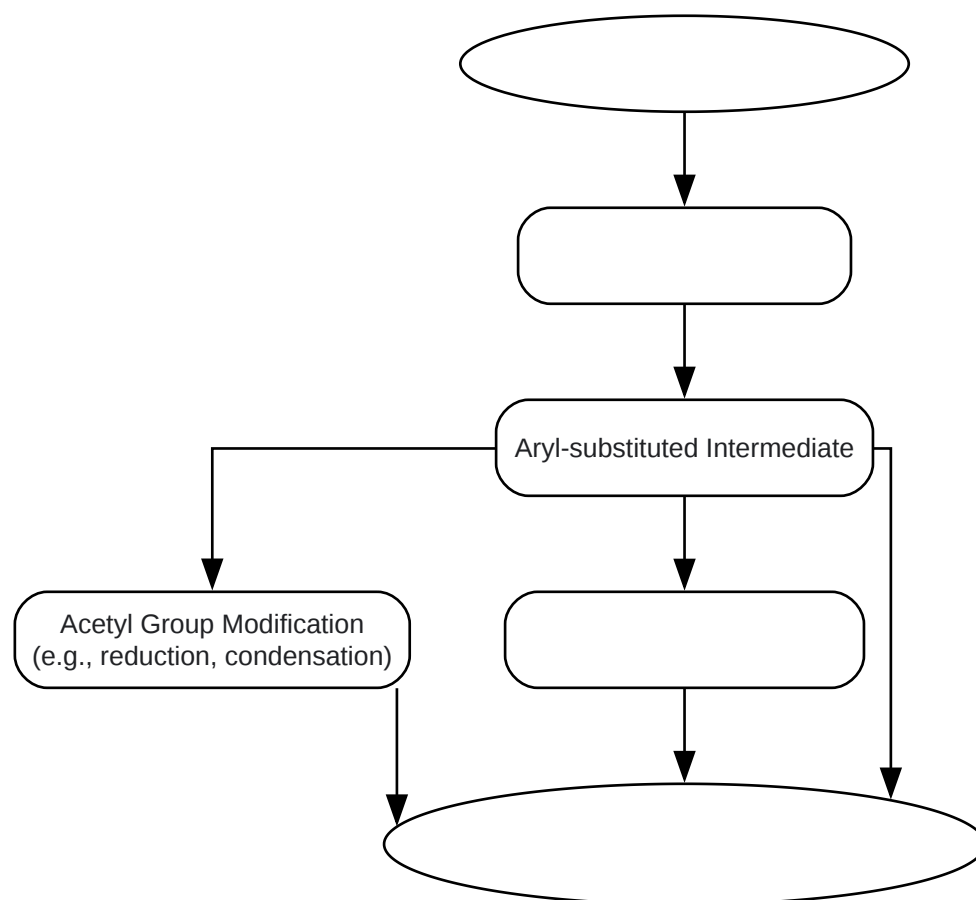 Aryl-substituted Intermediate
Acetyl Group Modification
(e.g., reduction, condensation)